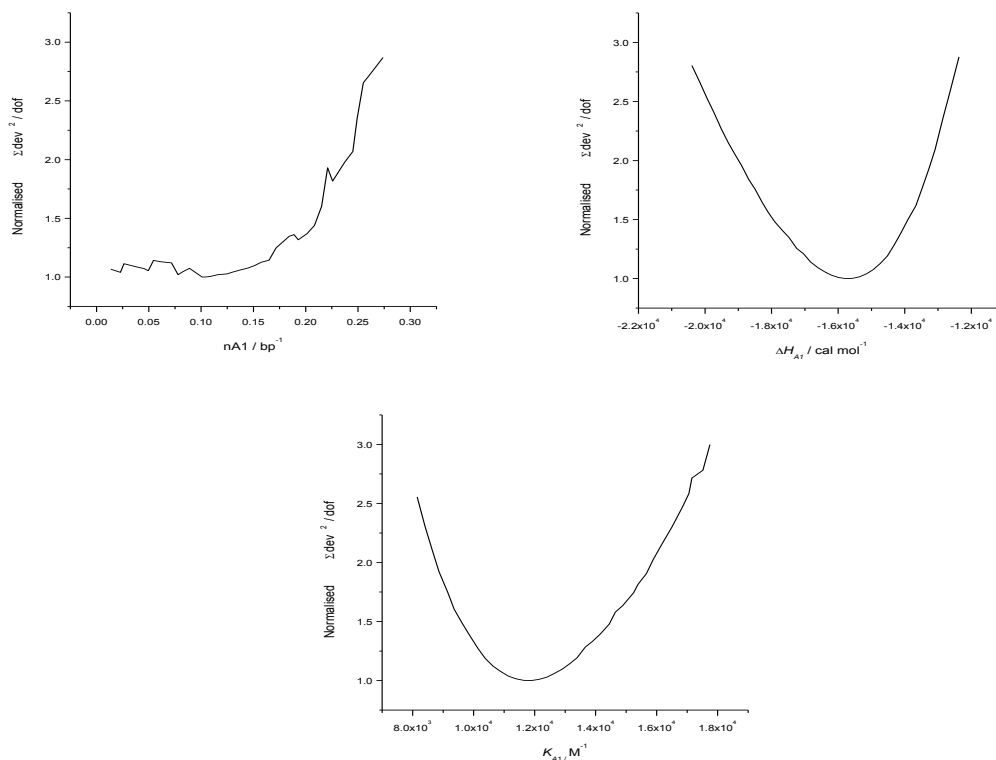 3.0
2.5
2.0
1.5
1.0
Normalised Σdev ² / dof
0.00 0.05 0.10 0.15 0.20 0.25 0.30
nA1 / bp⁻¹
3.0
2.5
2.0
1.5
1.0
Normalised Σdev ² / dof
-2.2x10⁴ -2.0x10⁴ -1.8x10⁴ -1.6x10⁴ -1.4x10⁴ -1.2x10⁴
ΔH_A1 / cal mol⁻¹
3.0
2.5
2.0
1.5
1.0
Normalised Σdev ² / dof
8.0x10³ 1.0x10⁴ 1.2x10⁴ 1.4x10⁴ 1.6x10⁴ 1.8x10⁴
K_A1 / M⁻¹